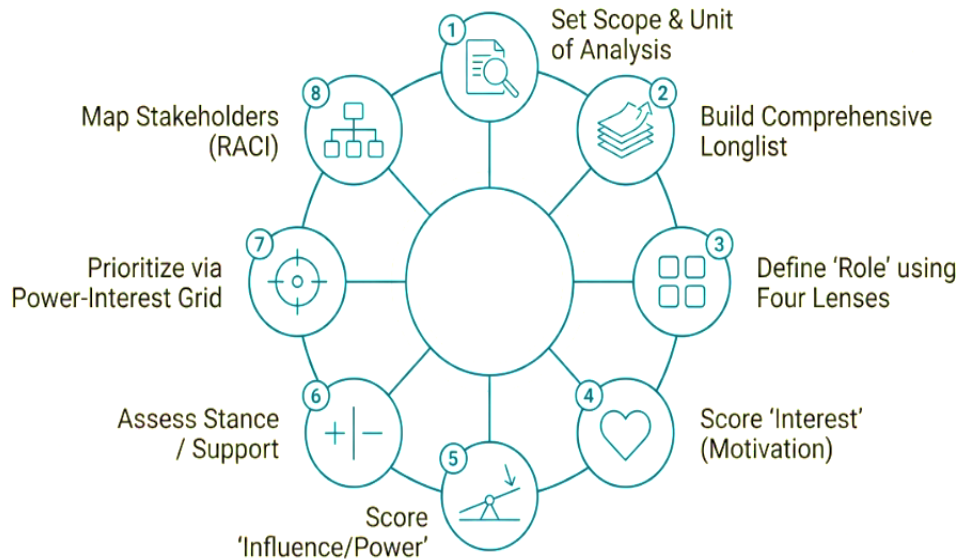 1
Set Scope & Unit
of Analysis
2
Build Comprehensive
Longlist
3
Define ‘Role’ using
Four Lenses
4
Score ‘Interest’
(Motivation)
5
Score
‘Influence/Power’
6
Assess Stance
/ Support
7
Prioritize via
Power-Interest Grid
8
Map Stakeholders
(RACI)